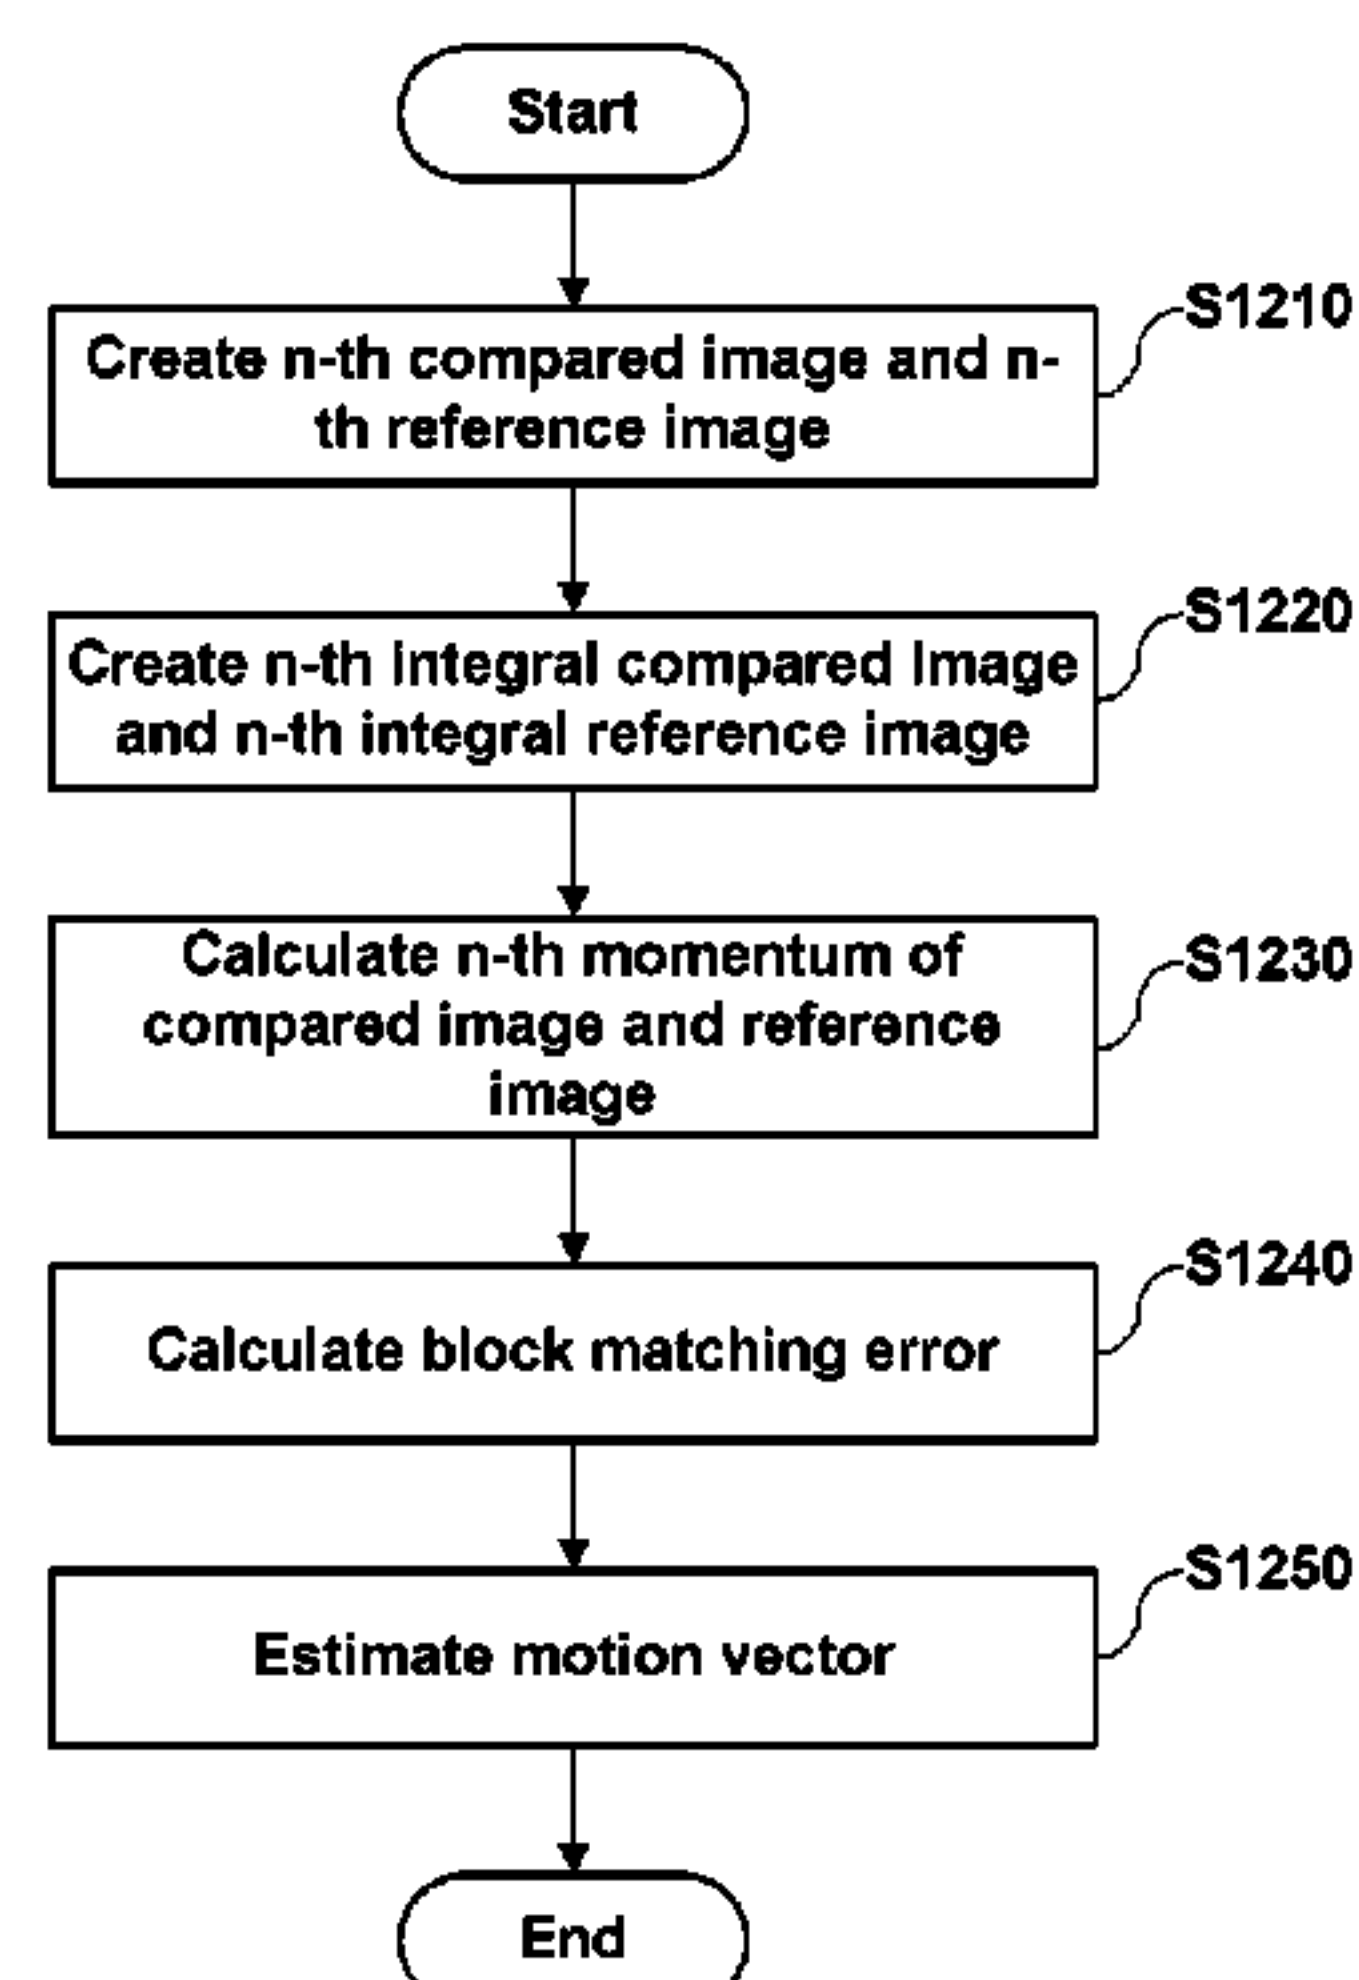 Start
S1210
Create n-th compared image and n-
th reference image
S1220
Create n-th integral compared Image
and n-th integral reference image
S1230
Calculate n-th momentum of
compared image and reference
image
S1240
Calculate block matching error
S1250
Estimate motion vector
End